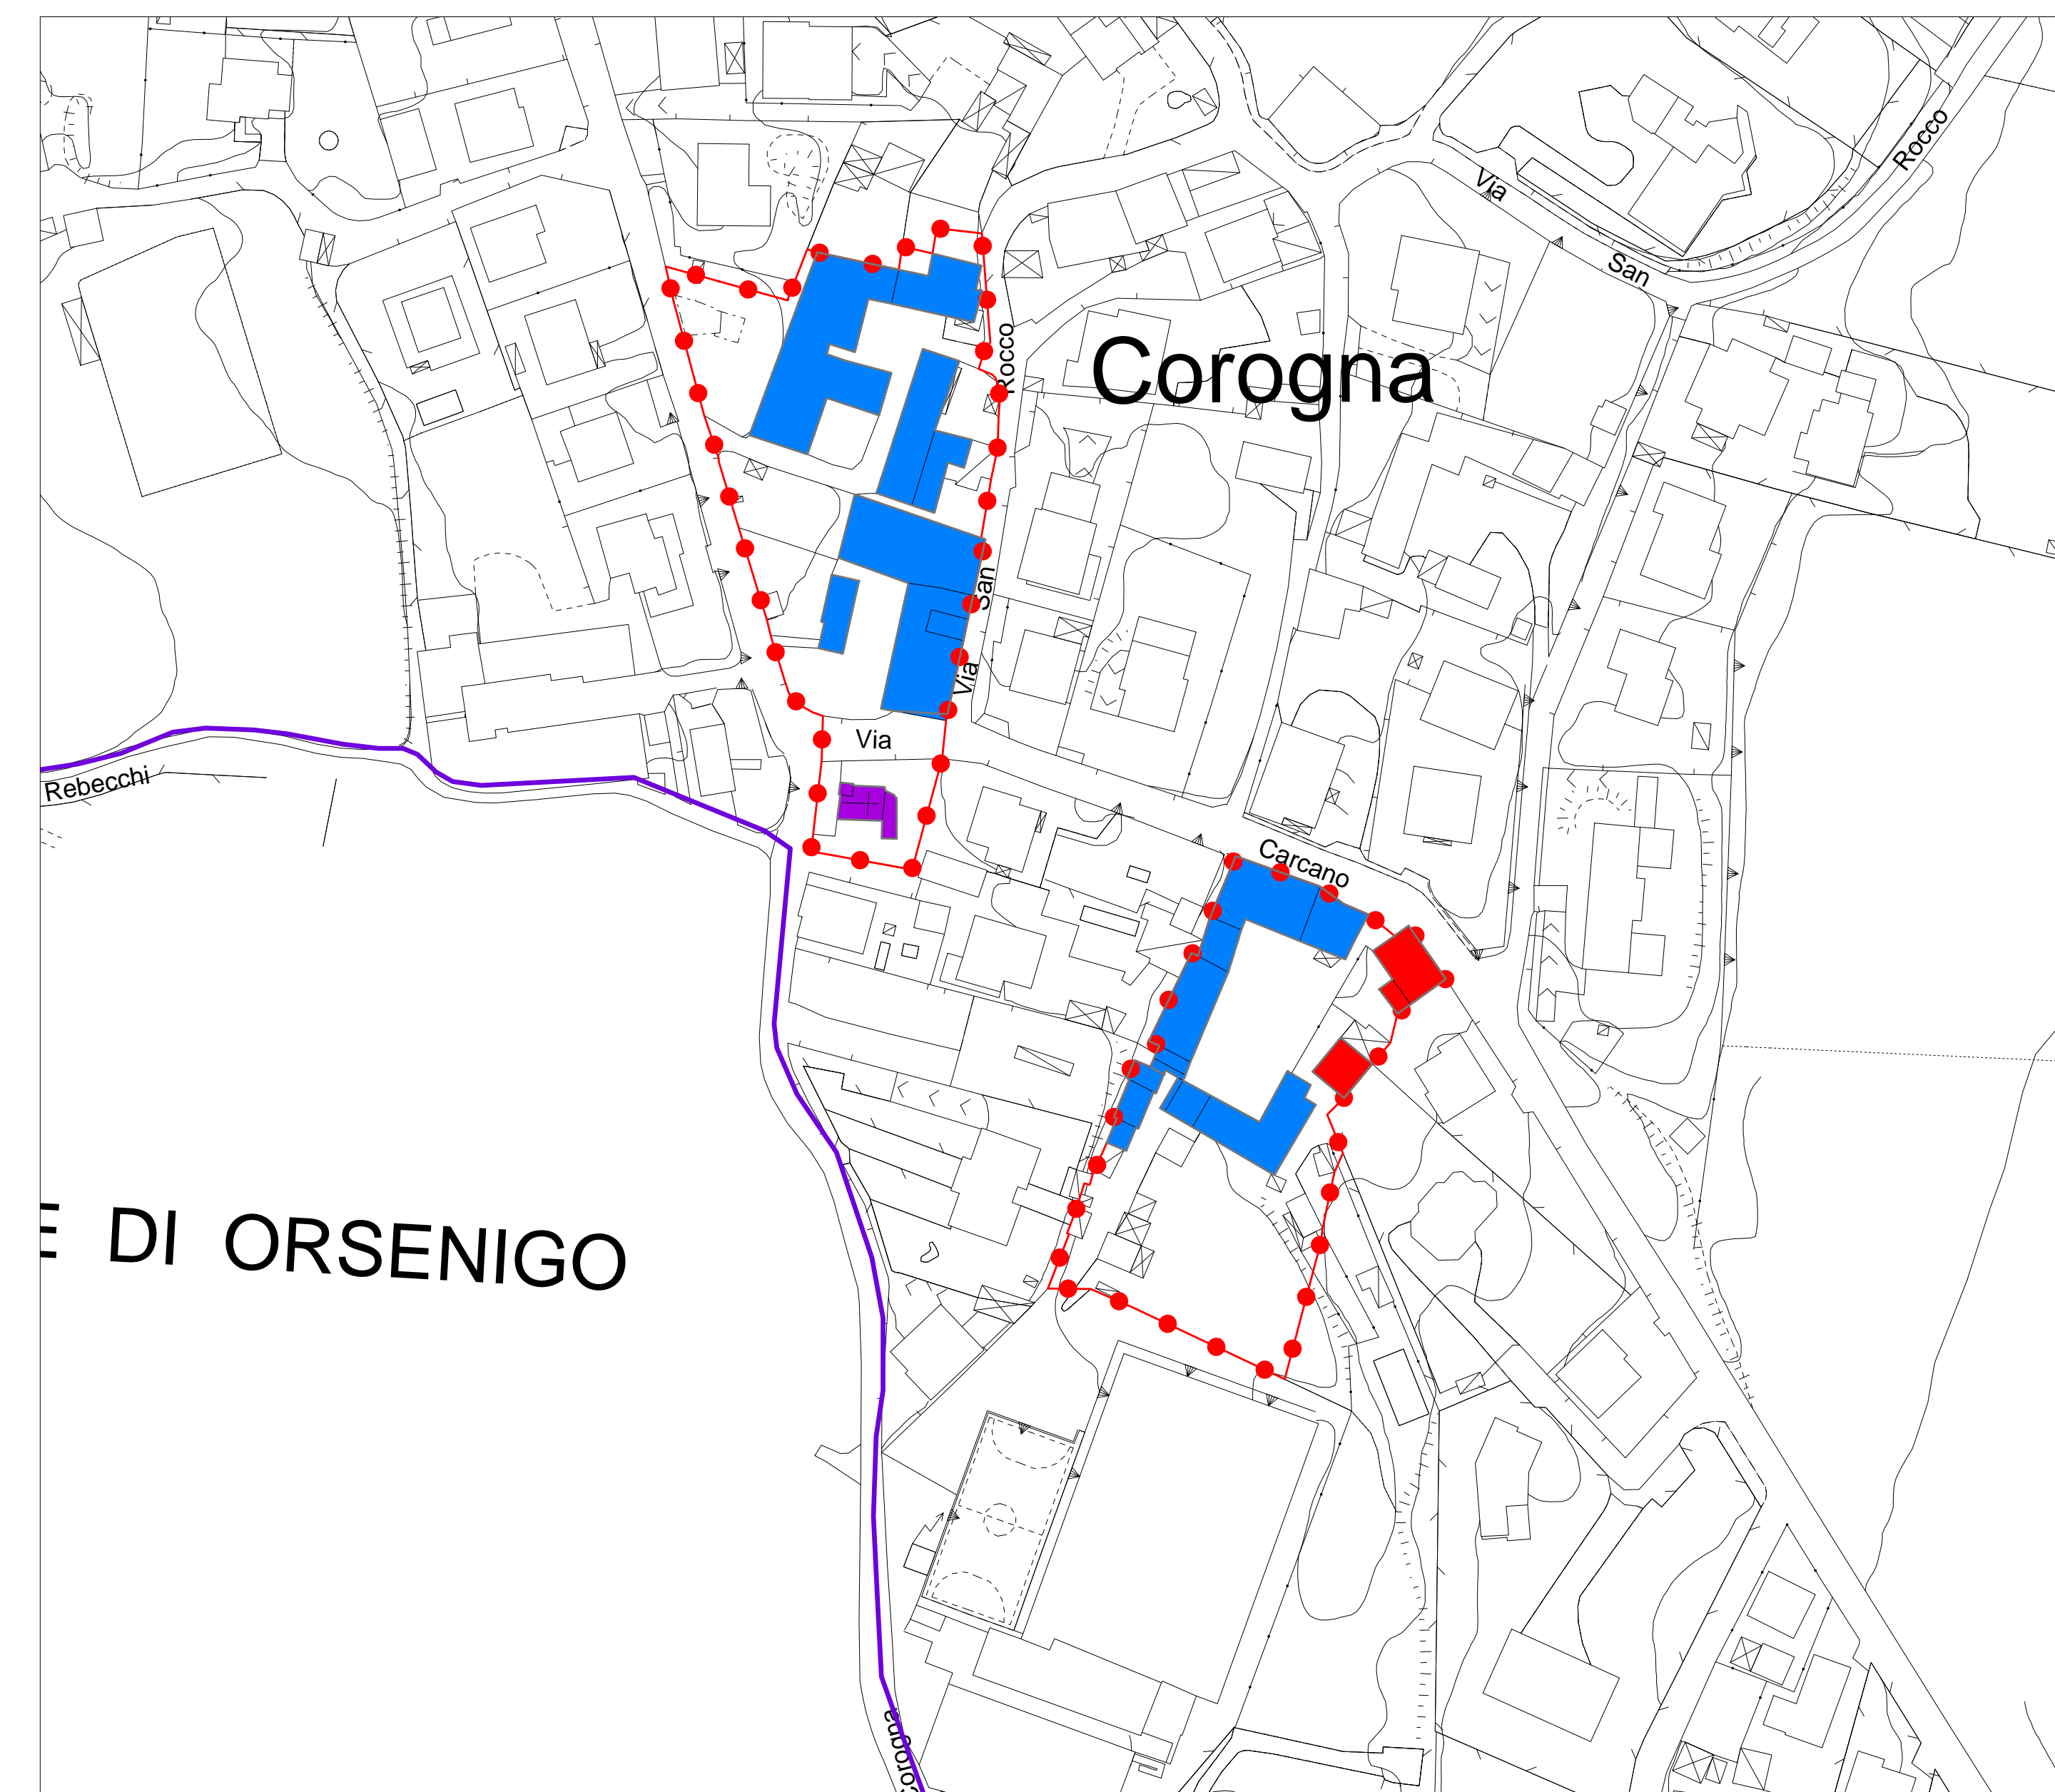 Rocco
Via
San
Rocco
Corogna
San
Via
Via
Rebecchi
Carcano
DI ORSENIGO